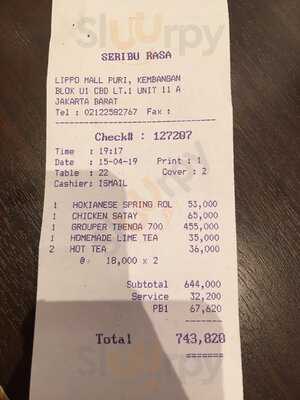 Sluurpy
SERIBU RASA
LIPPO MALL PURI, KEMBANGAN
BLOK U1 CBD LT.1 UNIT 11 A
JAKARTA BARAT
Tel : 02122582767 Fax :
Check# : 127207
Time : 19:17
Date : 15-04-19 Print : 1
Table : 22 Cover : 2
Cashier: ISMAIL
1 HOKIANESE SPRING ROL 53,000
1 CHICKEN SATAY 65,000
1 GROUPER TBENDA 700 455,000
1 HOMEMADE LIME TEA 35,000
2 HOT TEA 36,000
@ 18,000 x 2
Subtotal 644,000
Service 32,200
PB1 67,620
Total 743,820